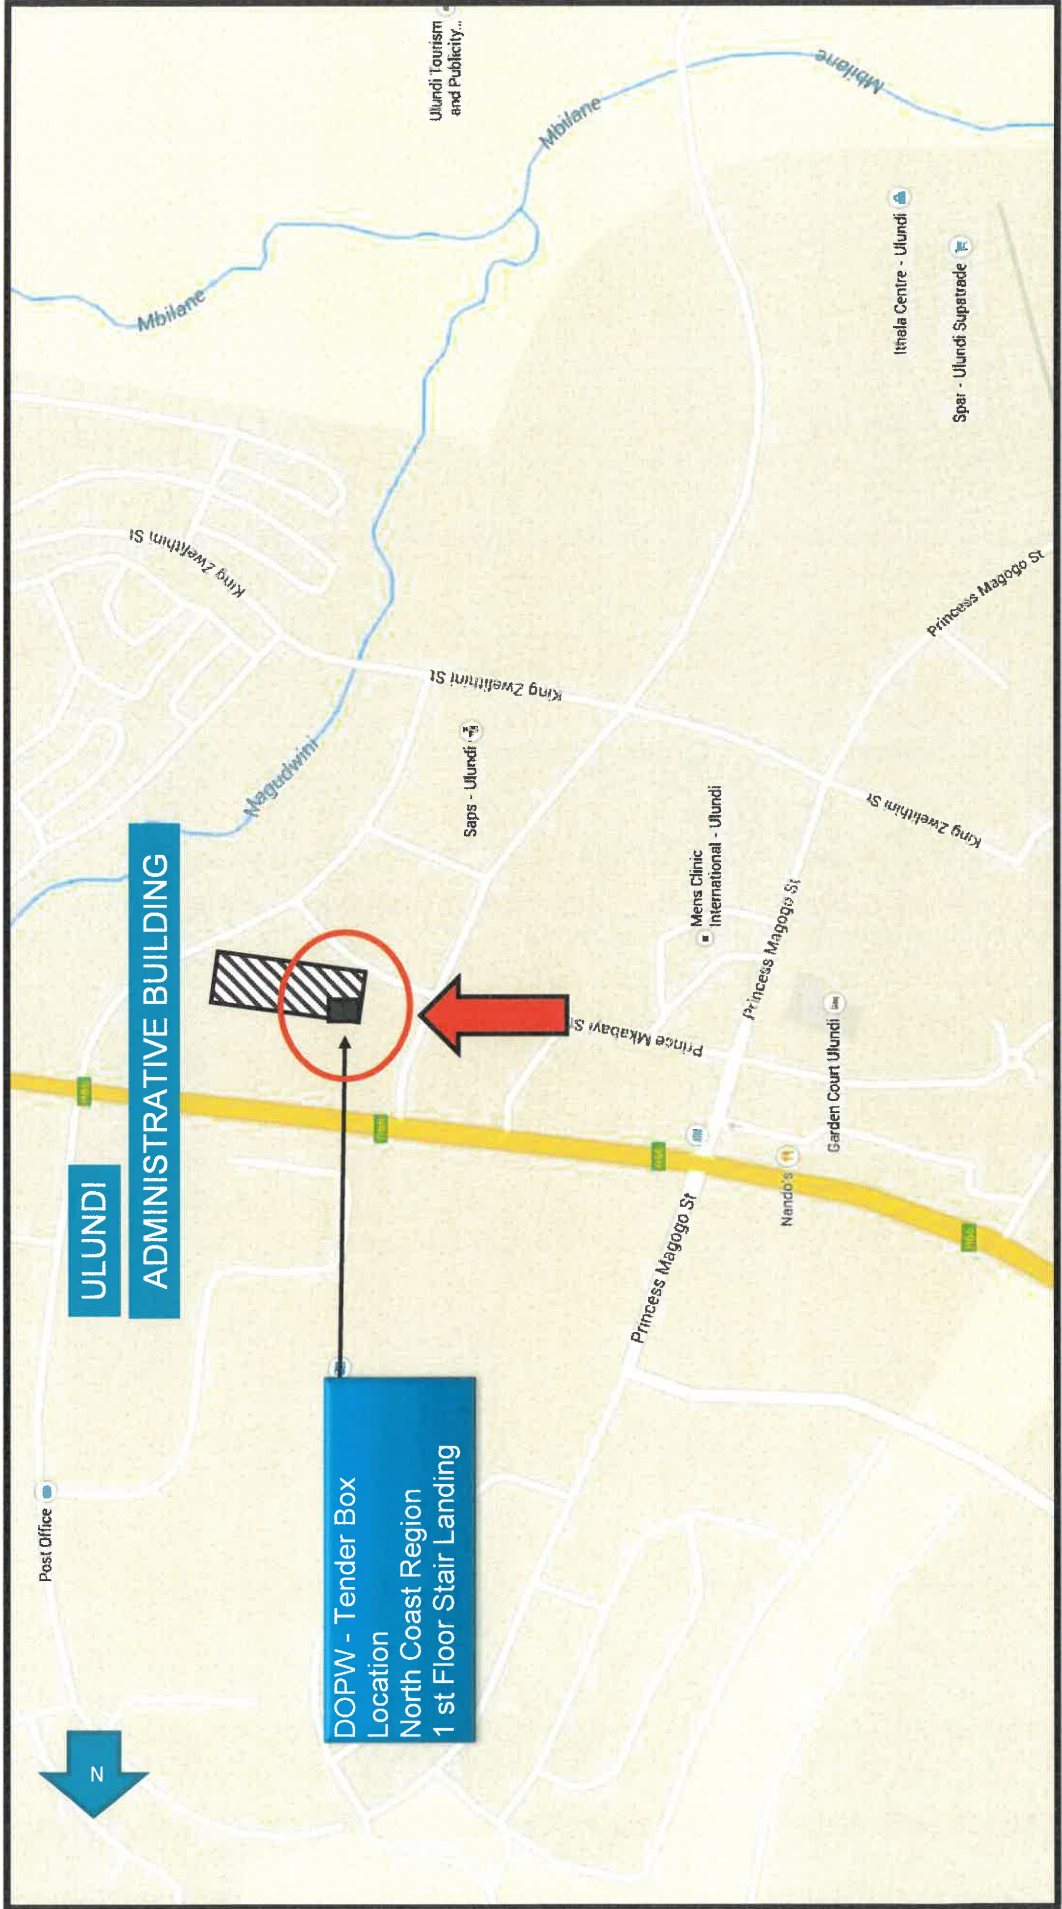 ULUNDI
ADMINISTRATIVE BUILDING
N
DOPW - Tender Box
Location
North Coast Region
1 st Floor Stair Landing
Post Office
Mbilane
Mbilane
Mbilane
Magudwini
Ulundi Tourism
and Publicity...
King Zwelithini St
King Zwelithini St
King Zwelithini St
Saps - Ulundi
Mens Clinic
International - Ulundi
Prince Mkabayi St
Princess Magogo St
Princess Magogo St
Princess Magogo St
Garden Court Ulundi
Nando's
Ithala Centre - Ulundi
Spar - Ulundi Supatrade
R66
R66
R66